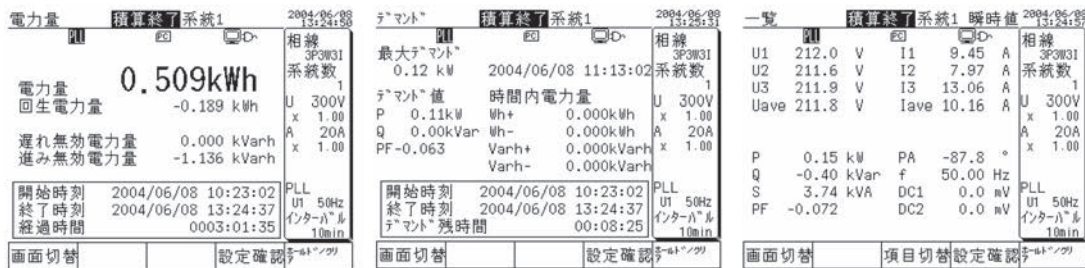 電力量 積算終了 系統1 2004/06/08 13:24:50
PLL PC
相線
3P3W3I
電力量 0.509kWh
回生電力量 -0.189 kWh
遅れ無効電力量 0.000 kVarh
進み無効電力量 -1.136 kVarh
系統数
1
U 300V
x 1.00
A 20A
x 1.00
開始時刻 2004/06/08 10:23:02
終了時刻 2004/06/08 13:24:37
経過時間 0003:01:35
PLL
U1 50Hz
インターバル
10min
画面切替 設定確認
デマンド 積算終了 系統1 2004/06/08 13:25:31
PLL PC
相線
3P3W3I
最大デマンド
0.12 kW 2004/06/08 11:13:02
デマンド値 時間内電力量
P 0.11kW Wh+ 0.000kWh
Q 0.00kVar Wh- 0.000kWh
PF-0.063 Varh+ 0.000kVarh
Varh- 0.000kVarh
系統数
1
U 300V
x 1.00
A 20A
x 1.00
開始時刻 2004/06/08 10:23:02
終了時刻 2004/06/08 13:24:37
デマンド残時間 00:08:25
PLL
U1 50Hz
インターバル
10min
画面切替 設定確認
一覧 積算終了 系統1 瞬時値
PLL PC
相線
3P3W3I
U1 212.0 V I1 9.45 A
U2 211.6 V I2 7.97 A
U3 211.9 V I3 13.06 A
Uave 211.8 V Iave 10.16 A
P 0.15 kW PA -87.8 °
Q -0.40 kVar f 50.00 Hz
S 3.74 kVA DC1 0.0 mV
PF -0.072 DC2 0.0 mV
系統数
1
U 300V
x 1.00
A 20A
x 1.00
PLL
U1 50Hz
インターバル
10min
画面切替 項目切替 設定確認